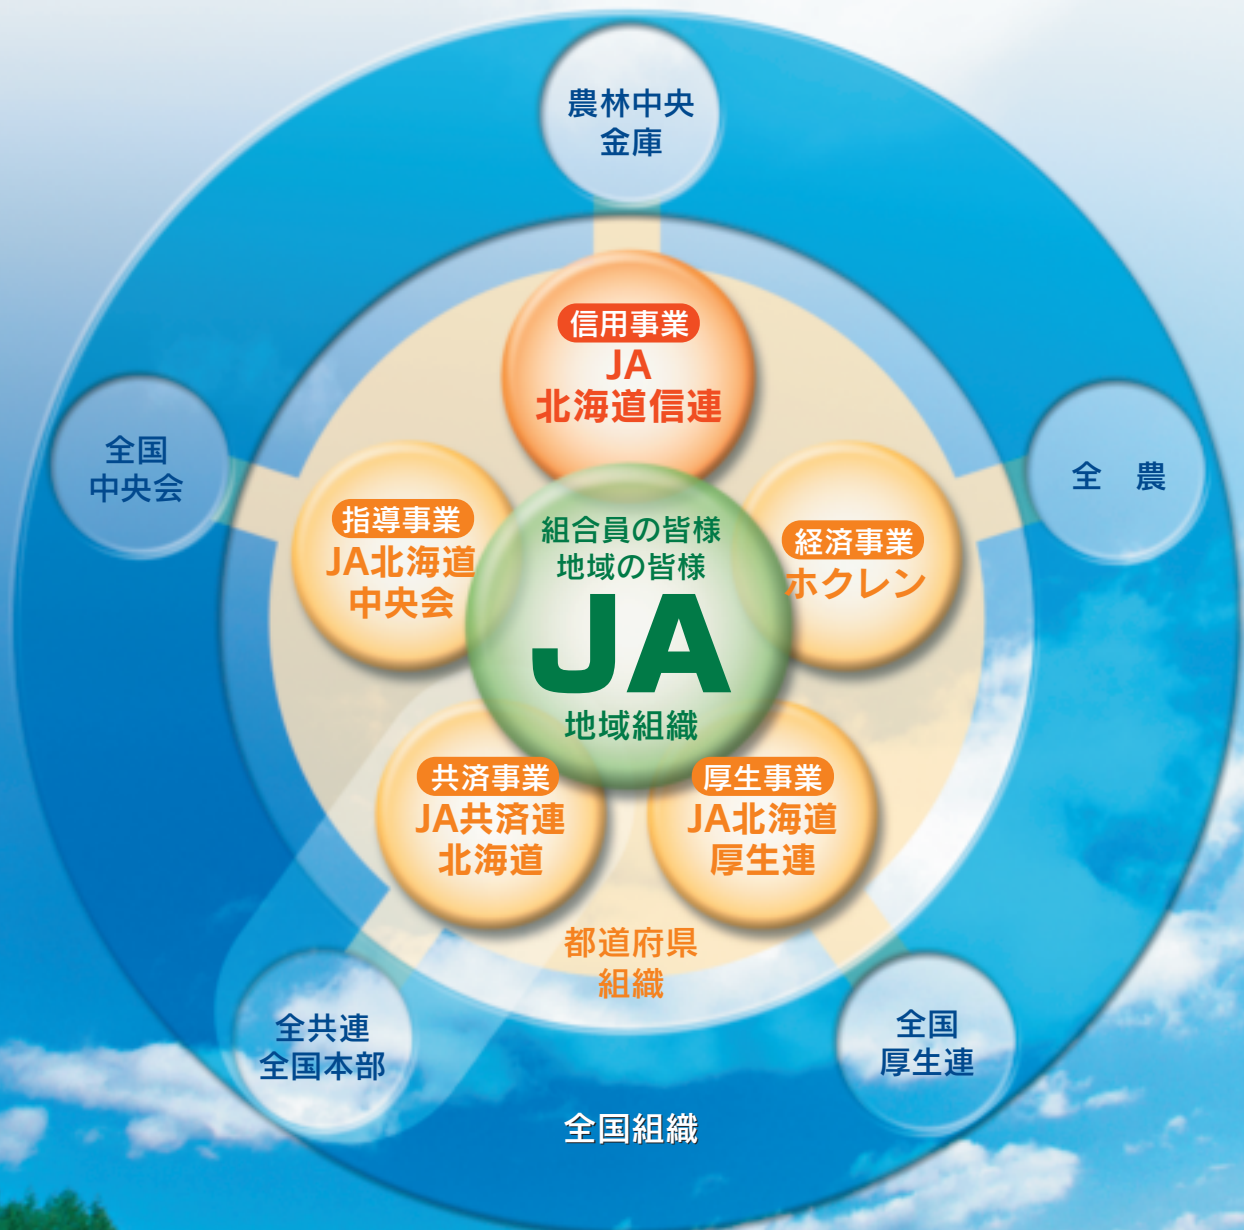 農林中央
金庫
信用事業
JA
北海道信連
全国
中央会
指導事業
JA北海道
中央会
組合員の皆様
地域の皆様
JA
地域組織
経済事業
ホクレン
全　農
共済事業
JA共済連
北海道
厚生事業
JA北海道
厚生連
都道府県
組織
全共連
全国本部
全国
厚生連
全国組織